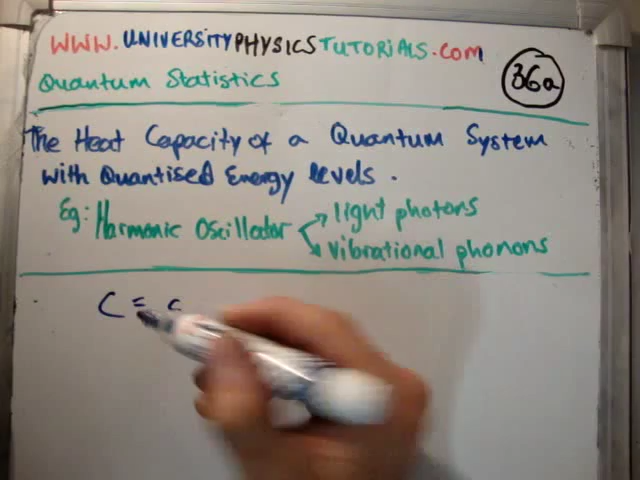 WWW.UNIVERSITYPHYSICSTUTORIALS.COM
Quantum Statistics
36a
The Heat Capacity of a Quantum System
with Quantised Energy levels.
Eg: Harmonic Oscillator
light photons
vibrational phonons
C =